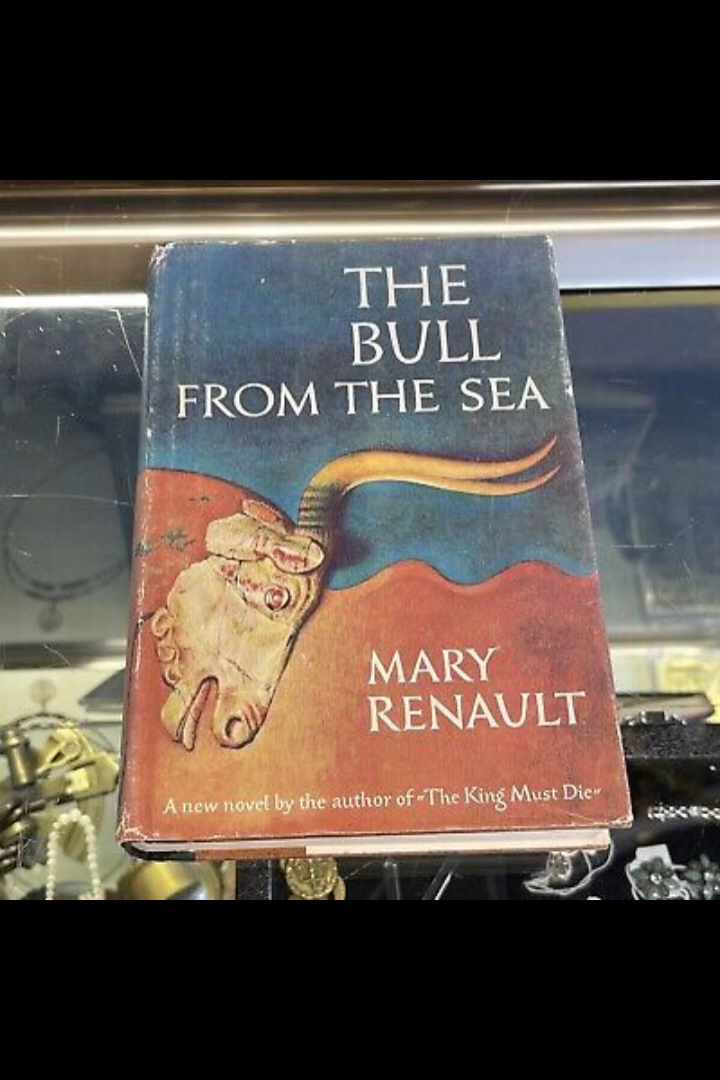 THE
BULL
FROM THE SEA
MARY
RENAULT
A new novel by the author of "The King Must Die"